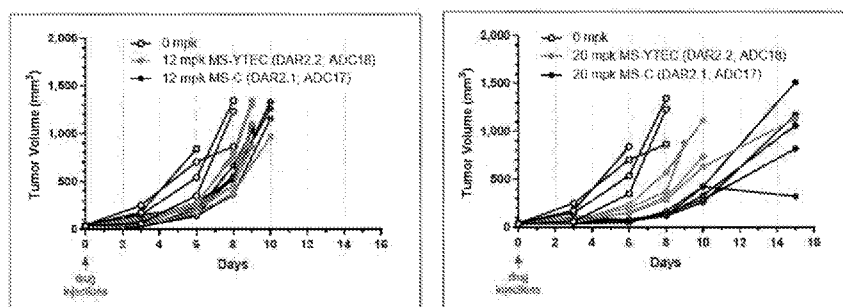 0 mpk
12 mpk MS-YTEC (DAR2.2; ADC18)
12 mpk MS-C (DAR2.1; ADC17)
2,000
1,500
1,000
500
0
Tumor Volume (mm³)
0 2 4 6 8 10 12 14 16
Days
drug
injections
0 mpk
20 mpk MS-YTEC (DAR2.2; ADC18)
20 mpk MS-C (DAR2.1; ADC17)
2,000
1,500
1,000
500
0
Tumor Volume (mm³)
0 2 4 6 8 10 12 14 16
Days
drug
injections